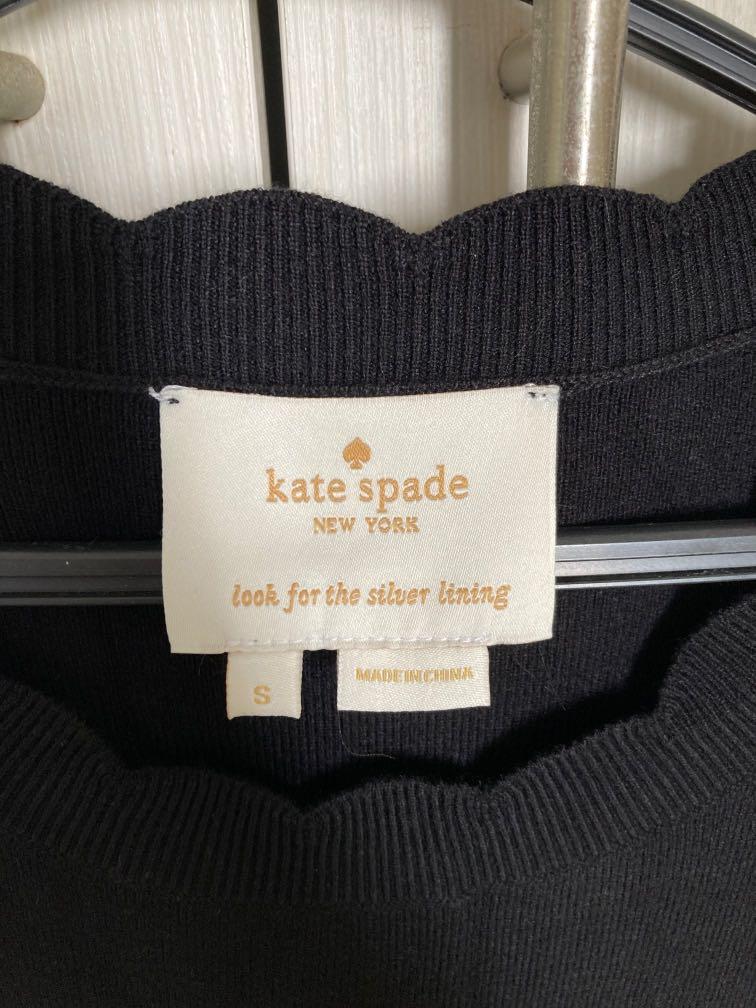 kate spade
NEW YORK
look for the silver lining
S
MADE IN CHINA